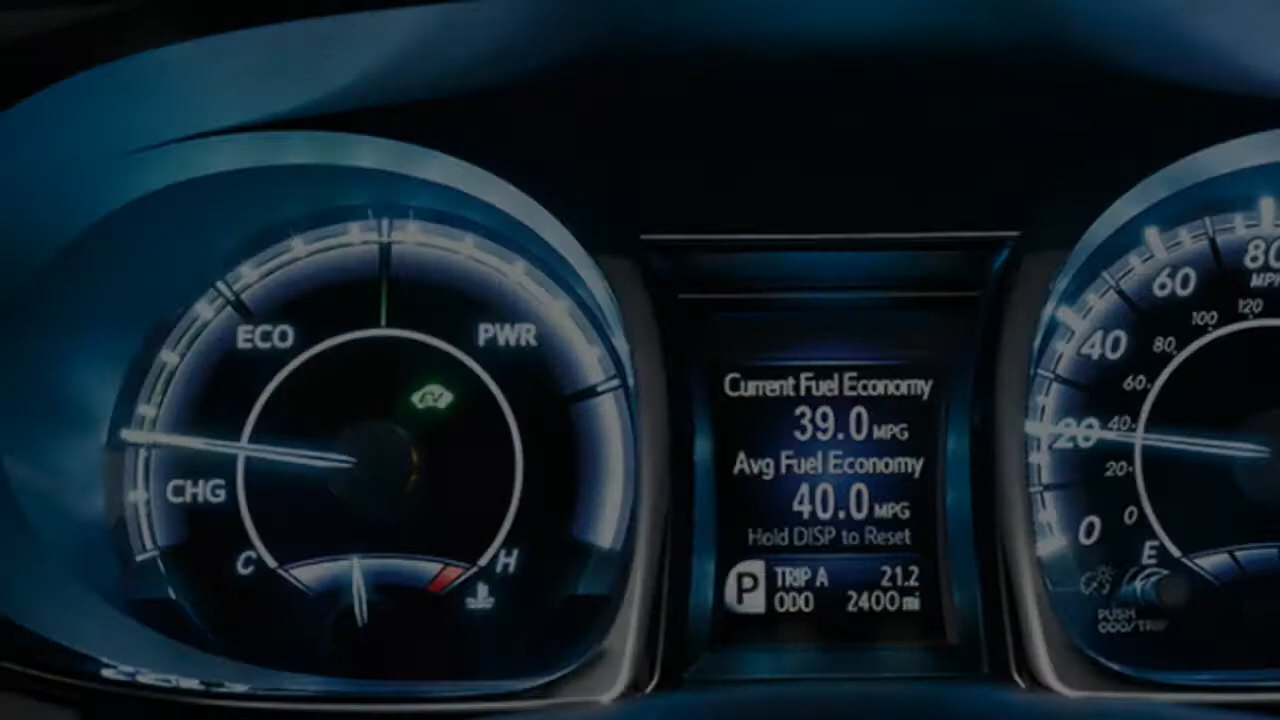 ECO PWR
EV
CHG
C H
Current Fuel Economy
39.0 MPG
Avg Fuel Economy
40.0 MPG
Hold DISP to Reset
P TRIP A 21.2
ODO 2400 mi
0 20 40 60 80
MPH
0 20 40 60 80 100 120
E
PUSH
ODO/TRIP